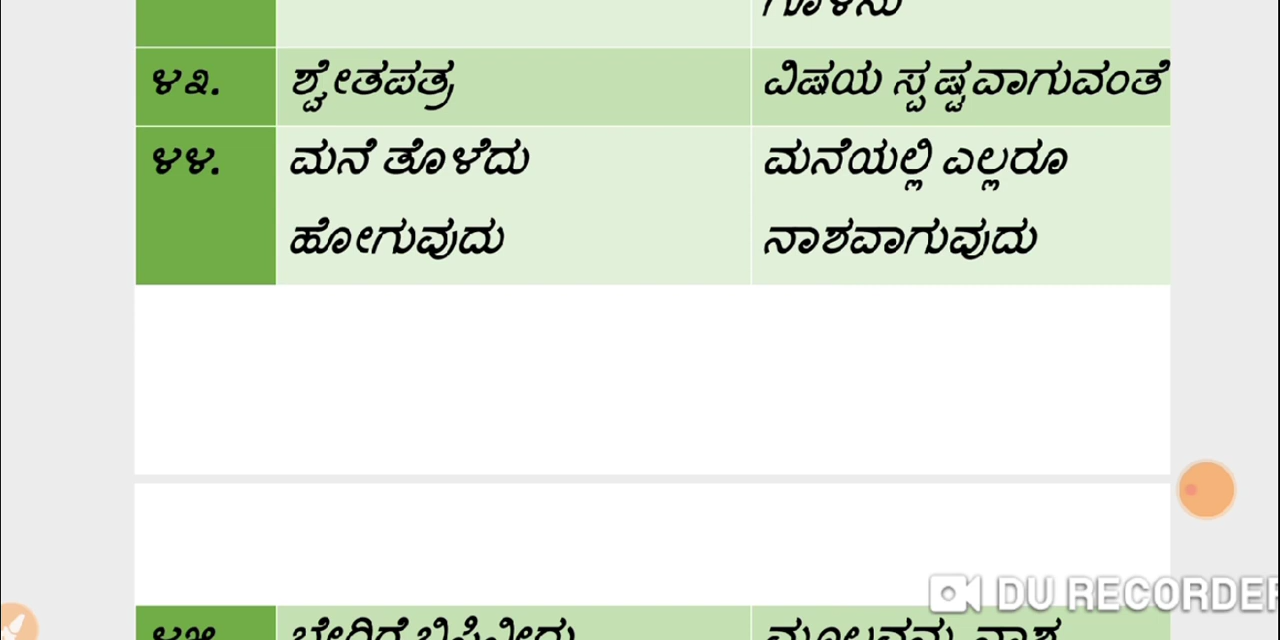 ೪೩. ಶ್ವೇತಪತ್ರ ವಿಷಯ ಸ್ಪಷ್ಟವಾಗುವಂತೆ
೪೪. ಮನೆ ತೊಳೆದು ಮನೆಯಲ್ಲಿ ಎಲ್ಲರೂ
ಹೋಗುವುದು ನಾಶವಾಗುವುದು
DU RECORDER